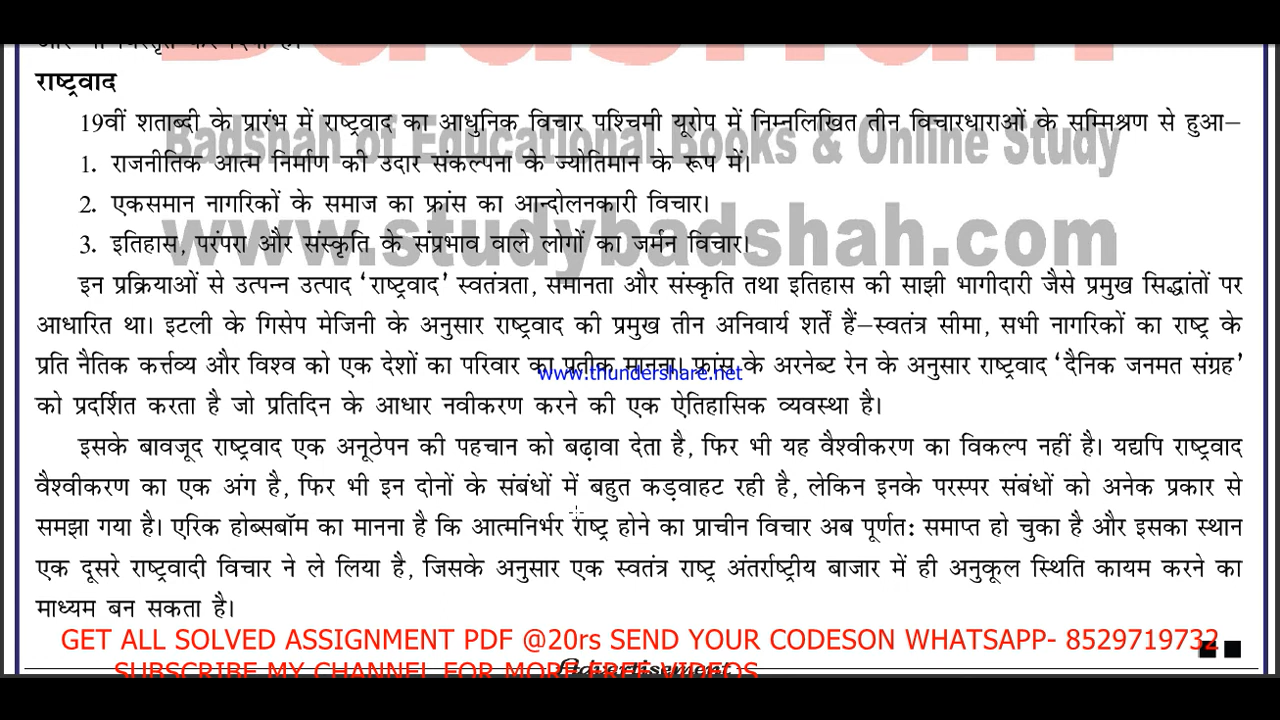 राष्ट्रवाद
19वीं शताब्दी के प्रारंभ में राष्ट्रवाद का आधुनिक विचार पश्चिमी यूरोप में निम्नलिखित तीन विचारधाराओं के सम्मिश्रण से हुआ–
Badshah of Educational Books & Online Study
1. राजनीतिक आत्म निर्माण की उदार संकल्पना के ज्योतिमान के रूप में।
2. एकसमान नागरिकों के समाज का फ्रांस का आन्दोलनकारी विचार।
www.studybadshah.com
3. इतिहास, परंपरा और संस्कृति के संप्रभाव वाले लोगों का जर्मन विचार।
इन प्रक्रियाओं से उत्पन्न उत्पाद ‘राष्ट्रवाद’ स्वतंत्रता, समानता और संस्कृति तथा इतिहास की साझी भागीदारी जैसे प्रमुख सिद्धांतों पर
आधारित था। इटली के गिसेप मेजिनी के अनुसार राष्ट्रवाद की प्रमुख तीन अनिवार्य शर्तें हैं–स्वतंत्र सीमा, सभी नागरिकों का राष्ट्र के
प्रति नैतिक कर्त्तव्य और विश्व को एक देशों का परिवार का प्रतीक मानना। फ्रांस के अरनेब्ट रेन के अनुसार राष्ट्रवाद ‘दैनिक जनमत संग्रह’
www.thundershare.net
को प्रदर्शित करता है जो प्रतिदिन के आधार नवीकरण करने की एक ऐतिहासिक व्यवस्था है।
इसके बावजूद राष्ट्रवाद एक अनूठेपन की पहचान को बढ़ावा देता है, फिर भी यह वैश्वीकरण का विकल्प नहीं है। यद्यपि राष्ट्रवाद
वैश्वीकरण का एक अंग है, फिर भी इन दोनों के संबंधों में बहुत कड़वाहट रही है, लेकिन इनके परस्पर संबंधों को अनेक प्रकार से
समझा गया है। एरिक होब्सबॉम का मानना है कि आत्मनिर्भर राष्ट्र होने का प्राचीन विचार अब पूर्णत: समाप्त हो चुका है और इसका स्थान
एक दूसरे राष्ट्रवादी विचार ने ले लिया है, जिसके अनुसार एक स्वतंत्र राष्ट्र अंतर्राष्ट्रीय बाजार में ही अनुकूल स्थिति कायम करने का
माध्यम बन सकता है।
GET ALL SOLVED ASSIGNMENT PDF @20rs SEND YOUR CODESON WHATSAPP- 8529719732
SUBSCRIBE MY CHANNEL FOR MORE FREE VIDEOS
Advertisement